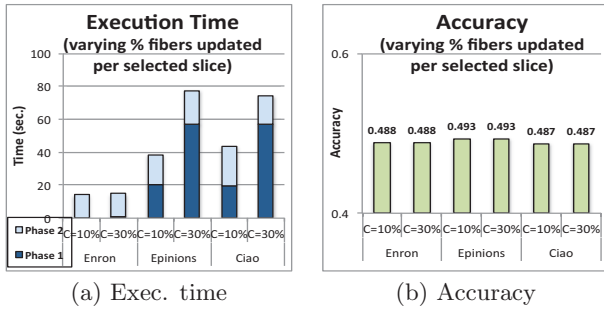 Execution Time
(varying % fibers updated
per selected slice)
Time (sec.)
100
80
60
40
20
0
Phase 2
Phase 1
C=10% C=30% C=10% C=30% C=10% C=30%
Enron Epinions Ciao
(a) Exec. time
Accuracy
(varying % fibers updated
per selected slice)
Accuracy
0.6
0.4
0.488 0.488 0.493 0.493 0.487 0.487
C=10% C=30% C=10% C=30% C=10% C=30%
Enron Epinions Ciao
(b) Accuracy